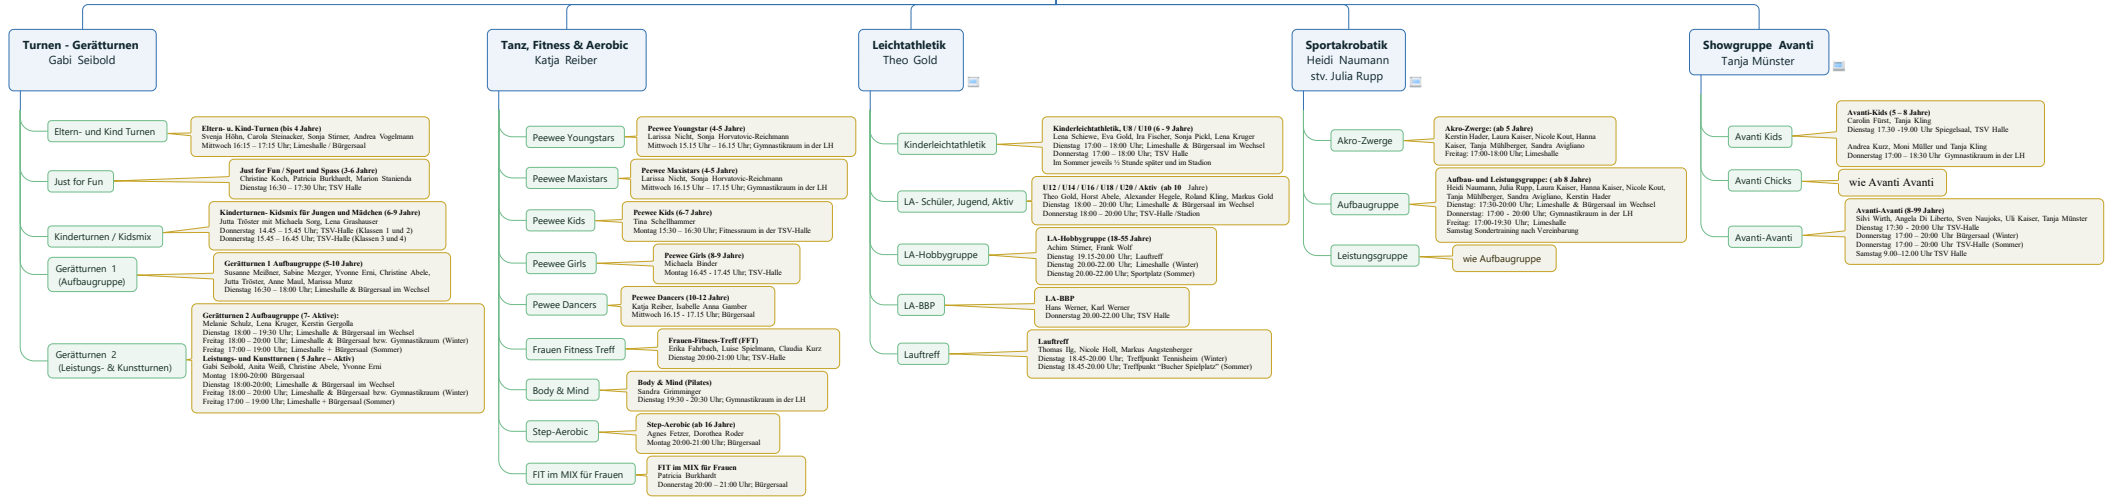 Turnen - Gerätturnen
Gabi Seibold
Eltern- und Kind Turnen
Eltern- u. Kind-Turnen (bis 4 Jahre)
Svenja Höhn, Carola Steinacker, Sonja Stirner, Andrea Vogelmann
Mittwoch 16:15 – 17:15 Uhr; Limeshalle / Bürgersaal
Just for Fun
Just for Fun / Sport und Spass (3-6 Jahre)
Christine Koch, Patricia Burkhardt, Marion Stanienda
Dienstag 16:30 – 17:30 Uhr; TSV Halle
Kinderturnen / Kidsmix
Kinderturnen- Kidsmix für Jungen und Mädchen (6-9 Jahre)
Jutta Tröster mit Michaela Sorg, Lena Grashauser
Donnerstag 14.45 – 15.45 Uhr; TSV-Halle (Klassen 1 und 2)
Donnerstag 15.45 – 16.45 Uhr; TSV-Halle (Klassen 3 und 4)
Gerätturnen 1
(Aufbaugruppe)
Gerätturnen 1 Aufbaugruppe (5-10 Jahre)
Susanne Meißner, Sabine Mezger, Yvonne Erni, Christine Abele,
Jutta Tröster, Anne Maul, Marissa Munz
Dienstag 16:30 – 18:00 Uhr; Limeshalle & Bürgersaal im Wechsel
Gerätturnen 2
(Leistungs- & Kunstturnen)
Gerätturnen 2 Aufbaugruppe (7- Aktive):
Melanie Schulz, Lena Kruger, Kerstin Gergolla
Dienstag 18:00 – 19:30 Uhr; Limeshalle & Bürgersaal im Wechsel
Freitag 18:00 – 20:00 Uhr; Limeshalle & Bürgersaal bzw. Gymnastikraum (Winter)
Freitag 17:00 – 19:00 Uhr; Limeshalle + Bürgersaal (Sommer)
Leistungs- und Kunstturnen ( 5 Jahre – Aktiv)
Gabi Seibold, Anita Weiß, Christine Abele, Yvonne Erni
Montag 18:00-20:00 Bürgersaal
Dienstag 18:00-20:00; Limeshalle & Bürgersaal im Wechsel
Freitag 18:00 – 20:00 Uhr; Limeshalle & Bürgersaal bzw. Gymnastikraum (Winter)
Freitag 17:00 – 19:00 Uhr; Limeshalle + Bürgersaal (Sommer)
Tanz, Fitness & Aerobic
Katja Reiber
Peewee Youngstars
Peewee Youngstar (4-5 Jahre)
Larissa Nicht, Sonja Horvatovic-Reichmann
Mittwoch 15.15 Uhr – 16.15 Uhr; Gymnastikraum in der LH
Peewee Maxistars
Peewee Maxistars (4-5 Jahre)
Larissa Nicht, Sonja Horvatovic-Reichmann
Mittwoch 16.15 Uhr – 17.15 Uhr; Gymnastikraum in der LH
Peewee Kids
Peewee Kids (6-7 Jahre)
Tina Schellhammer
Montag 15:30 – 16:30 Uhr; Fitnessraum in der TSV-Halle
Peewee Girls
Peewee Girls (8-9 Jahre)
Michaela Binder
Montag 16.45 - 17.45 Uhr; TSV-Halle
Pewee Dancers
Peewee Dancers (10-12 Jahre)
Katja Reiber, Isabelle Anna Gamber
Mittwoch 16.15 - 17.15 Uhr; Bürgersaal
Frauen Fitness Treff
Frauen-Fitness-Treff (FFT)
Erika Fahrbach, Luise Spielmann, Claudia Kurz
Dienstag 20:00-21:00 Uhr; TSV-Halle
Body & Mind
Body & Mind (Pilates)
Sandra Grimminger
Dienstag 19:30 - 20:30 Uhr; Gymnastikraum in der LH
Step-Aerobic
Step-Aerobic (ab 16 Jahre)
Agnes Fetzer, Dorothea Roder
Montag 20:00-21:00 Uhr; Bürgersaal
FIT im MIX für Frauen
FIT im MIX für Frauen
Patricia Burkhardt
Donnerstag 20:00 – 21:00 Uhr; Bürgersaal
Leichtathletik
Theo Gold
Kinderleichtathletik
Kinderleichtathletik, U8 / U10 (6 - 9 Jahre)
Lena Schiewe, Eva Gold, Ira Fischer, Sonja Pickl, Lena Kruger
Dienstag 17:00 – 18:00 Uhr; Limeshalle & Bürgersaal im Wechsel
Donnerstag 17:00 – 18:00 Uhr; TSV Halle
Im Sommer jeweils ½ Stunde später und im Stadion
LA- Schüler, Jugend, Aktiv
U12 / U14 / U16 / U18 / U20 / Aktiv (ab 10 Jahre)
Theo Gold, Horst Abele, Alexander Hegele, Roland Kling, Markus Gold
Dienstag 18:00 – 20:00 Uhr; Limeshalle & Bürgersaal im Wechsel
Donnerstag 18:00 – 20:00 Uhr; TSV-Halle /Stadion
LA-Hobbygruppe
LA-Hobbygruppe (18-55 Jahre)
Achim Stirner, Frank Wolf
Dienstag 19.15-20.00 Uhr; Lauftreff
Dienstag 20.00-22.00 Uhr; Limeshalle (Winter)
Dienstag 20.00-22.00 Uhr; Sportplatz (Sommer)
LA-BBP
LA-BBP
Hans Werner, Karl Werner
Donnerstag 20.00-22.00 Uhr; TSV Halle
Lauftreff
Lauftreff
Thomas Ilg, Nicole Holl, Markus Angstenberger
Dienstag 18.45-20.00 Uhr; Treffpunkt Tennisheim (Winter)
Dienstag 18.45-20.00 Uhr; Treffpunkt "Bucher Spielplatz" (Sommer)
Sportakrobatik
Heidi Naumann
stv. Julia Rupp
Akro-Zwerge
Akro-Zwerge: (ab 5 Jahre)
Kerstin Hader, Laura Kaiser, Nicole Kout, Hanna
Kaiser, Tanja Mühlberger, Sandra Avigliano
Freitag: 17:00-18:00 Uhr; Limeshalle
Aufbaugruppe
Aufbau- und Leistungsgruppe: ( ab 8 Jahre)
Heidi Naumann, Julia Rupp, Laura Kaiser, Hanna Kaiser, Nicole Kout,
Tanja Mühlberger, Sandra Avigliano, Kerstin Hader
Dienstag: 17:30-20:00 Uhr; Limeshalle & Bürgersaal im Wechsel
Donnerstag: 17:00 - 20:00 Uhr; Gymnastikraum in der LH
Freitag: 17:00-19:30 Uhr; Limeshalle
Samstag Sondertraining nach Vereinbarung
Leistungsgruppe
wie Aufbaugruppe
Showgruppe Avanti
Tanja Münster
Avanti Kids
Avanti-Kids (5 – 8 Jahre)
Carolin Fürst, Tanja Kling
Dienstag 17.30 -19.00 Uhr Spiegelsaal, TSV Halle
Andrea Kurz, Moni Müller und Tanja Kling
Donnerstag 17:00 – 18:30 Uhr Gymnastikraum in der LH
Avanti Chicks
wie Avanti Avanti
Avanti-Avanti
Avanti-Avanti (8-99 Jahre)
Silvi Wirth, Angela Di Liberto, Sven Naujoks, Uli Kaiser, Tanja Münster
Dienstag 17:30 - 20:00 Uhr TSV-Halle
Donnerstag 17:00 – 20:00 Uhr Bürgersaal (Winter)
Donnerstag 17:00 – 20:00 Uhr TSV-Halle (Sommer)
Samstag 9.00–12.00 Uhr TSV Halle